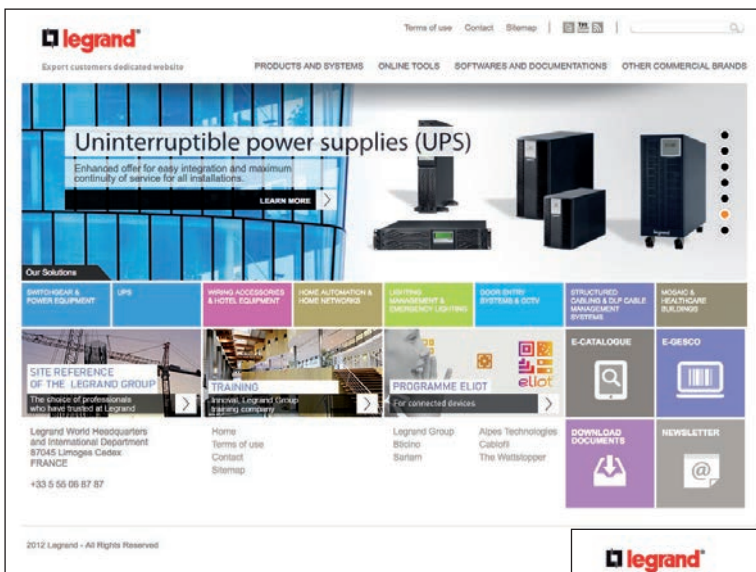 Terms of use Contact Sitemap
legrand®
Export customers dedicated website
PRODUCTS AND SYSTEMS ONLINE TOOLS SOFTWARES AND DOCUMENTATIONS OTHER COMMERCIAL BRANDS
Uninterruptible power supplies (UPS)
Enhanced offer for easy integration and maximum
continuity of service for all installations.
LEARN MORE
Our Solutions
SWITCHGEAR &
POWER EQUIPMENT
UPS
WIRING ACCESSORIES
& HOTEL EQUIPMENT
HOME AUTOMATION &
HOME NETWORKS
LIGHTING
MANAGEMENT &
EMERGENCY LIGHTING
DOOR ENTRY
SYSTEMS & CCTV
STRUCTURED
CABLING & DLP CABLE
MANAGEMENT
SYSTEMS
MOSAIC &
HEALTHCARE
BUILDINGS
SITE REFERENCE
OF THE LEGRAND GROUP
The choice of professionals
who have trusted at Legrand
TRAINING
Innoval, Legrand Group
training company
eliot
PROGRAMME ELIOT
For connected devices
E-CATALOGUE
E-GESCO
Legrand World Headquarters
and International Department
87045 Limoges Cedex
FRANCE
+33 5 55 06 87 87
Home
Terms of use
Contact
Sitemap
Legrand Group
Bticino
Sarlam
Alpes Technologies
Cablofil
The Wattstopper
DOWNLOAD
DOCUMENTS
NEWSLETTER
@
2012 Legrand - All Rights Reserved
legrand®